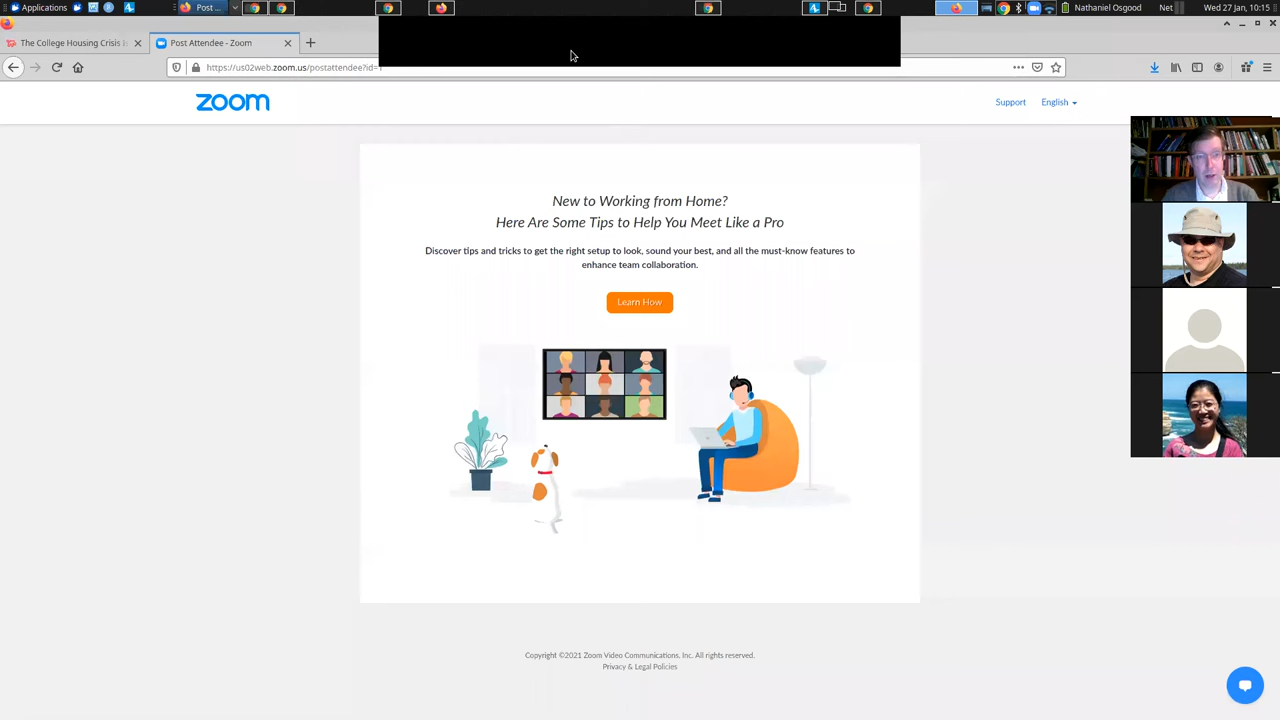 Applications
Post ...
Nathaniel Osgood
Net
Wed 27 Jan, 10:15
The College Housing Crisis is
Post Attendee - Zoom
https://us02web.zoom.us/postattendee?id=1
zoom
Support
English
New to Working from Home?
Here Are Some Tips to Help You Meet Like a Pro
Discover tips and tricks to get the right setup to look, sound your best, and all the must-know features to
enhance team collaboration.
Learn How
Copyright ©2021 Zoom Video Communications, Inc. All rights reserved.
Privacy & Legal Policies